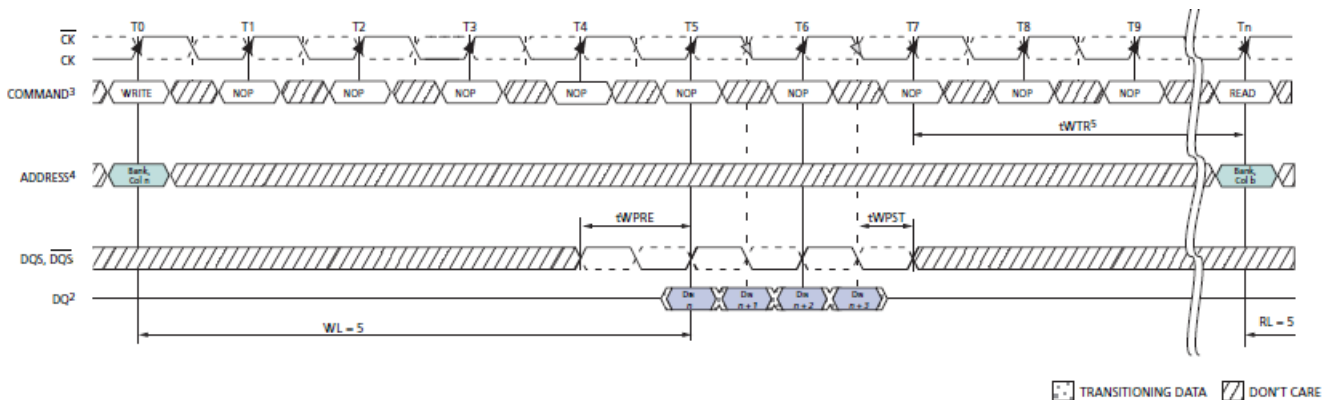 T0 T1 T2 T3 T4 T5 T6 T7 T8 T9 Tn
CK
CK
COMMAND3 WRITE NOP NOP NOP NOP NOP NOP NOP NOP NOP READ
tWTR5
ADDRESS4 Bank, Col n Bank, Col b
tWPRE tWPST
DQS, DQS
DQ2 DIN n DIN n + 1 DIN n + 2 DIN n + 3
WL = 5 RL = 5
TRANSITIONING DATA DON'T CARE